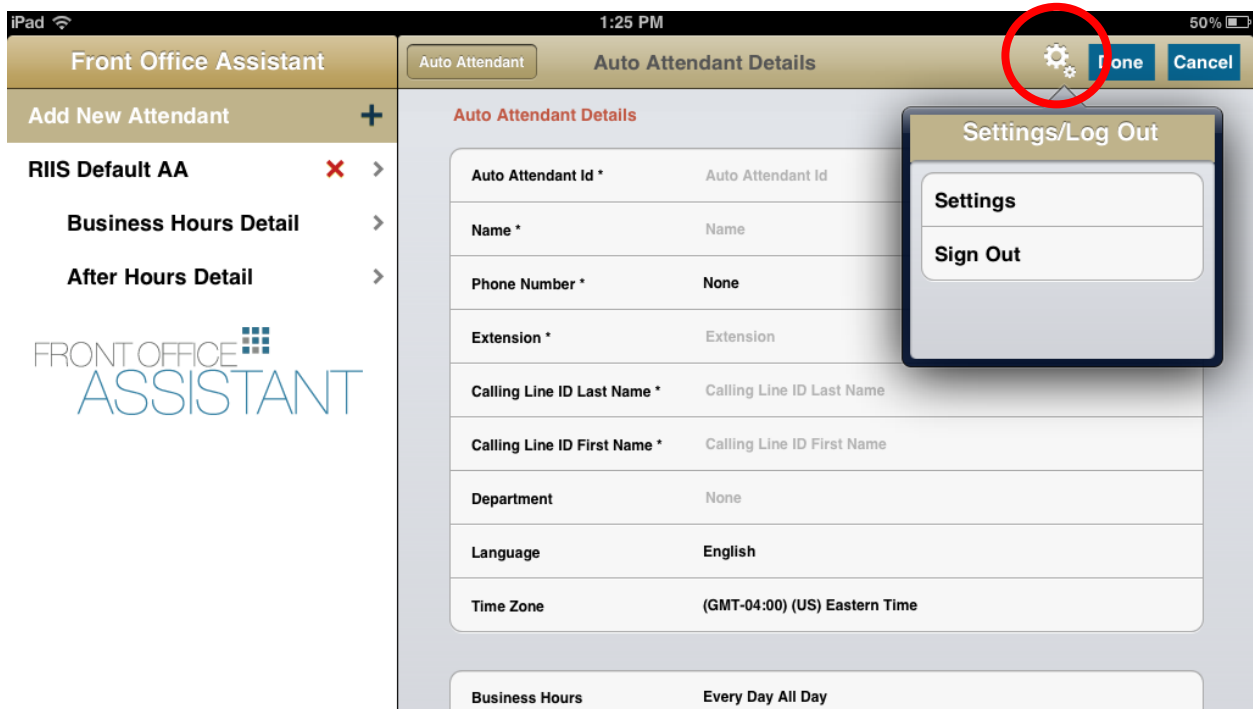 iPad 1:25 PM 50%
Front Office Assistant
Auto Attendant Auto Attendant Details Done Cancel
Add New Attendant +
RIIS Default AA
Business Hours Detail
After Hours Detail
FRONT OFFICE
ASSISTANT
Auto Attendant Details
Auto Attendant Id * Auto Attendant Id
Name * Name
Phone Number * None
Extension * Extension
Calling Line ID Last Name * Calling Line ID Last Name
Calling Line ID First Name * Calling Line ID First Name
Department None
Language English
Time Zone (GMT-04:00) (US) Eastern Time
Business Hours Every Day All Day
Settings/Log Out
Settings
Sign Out